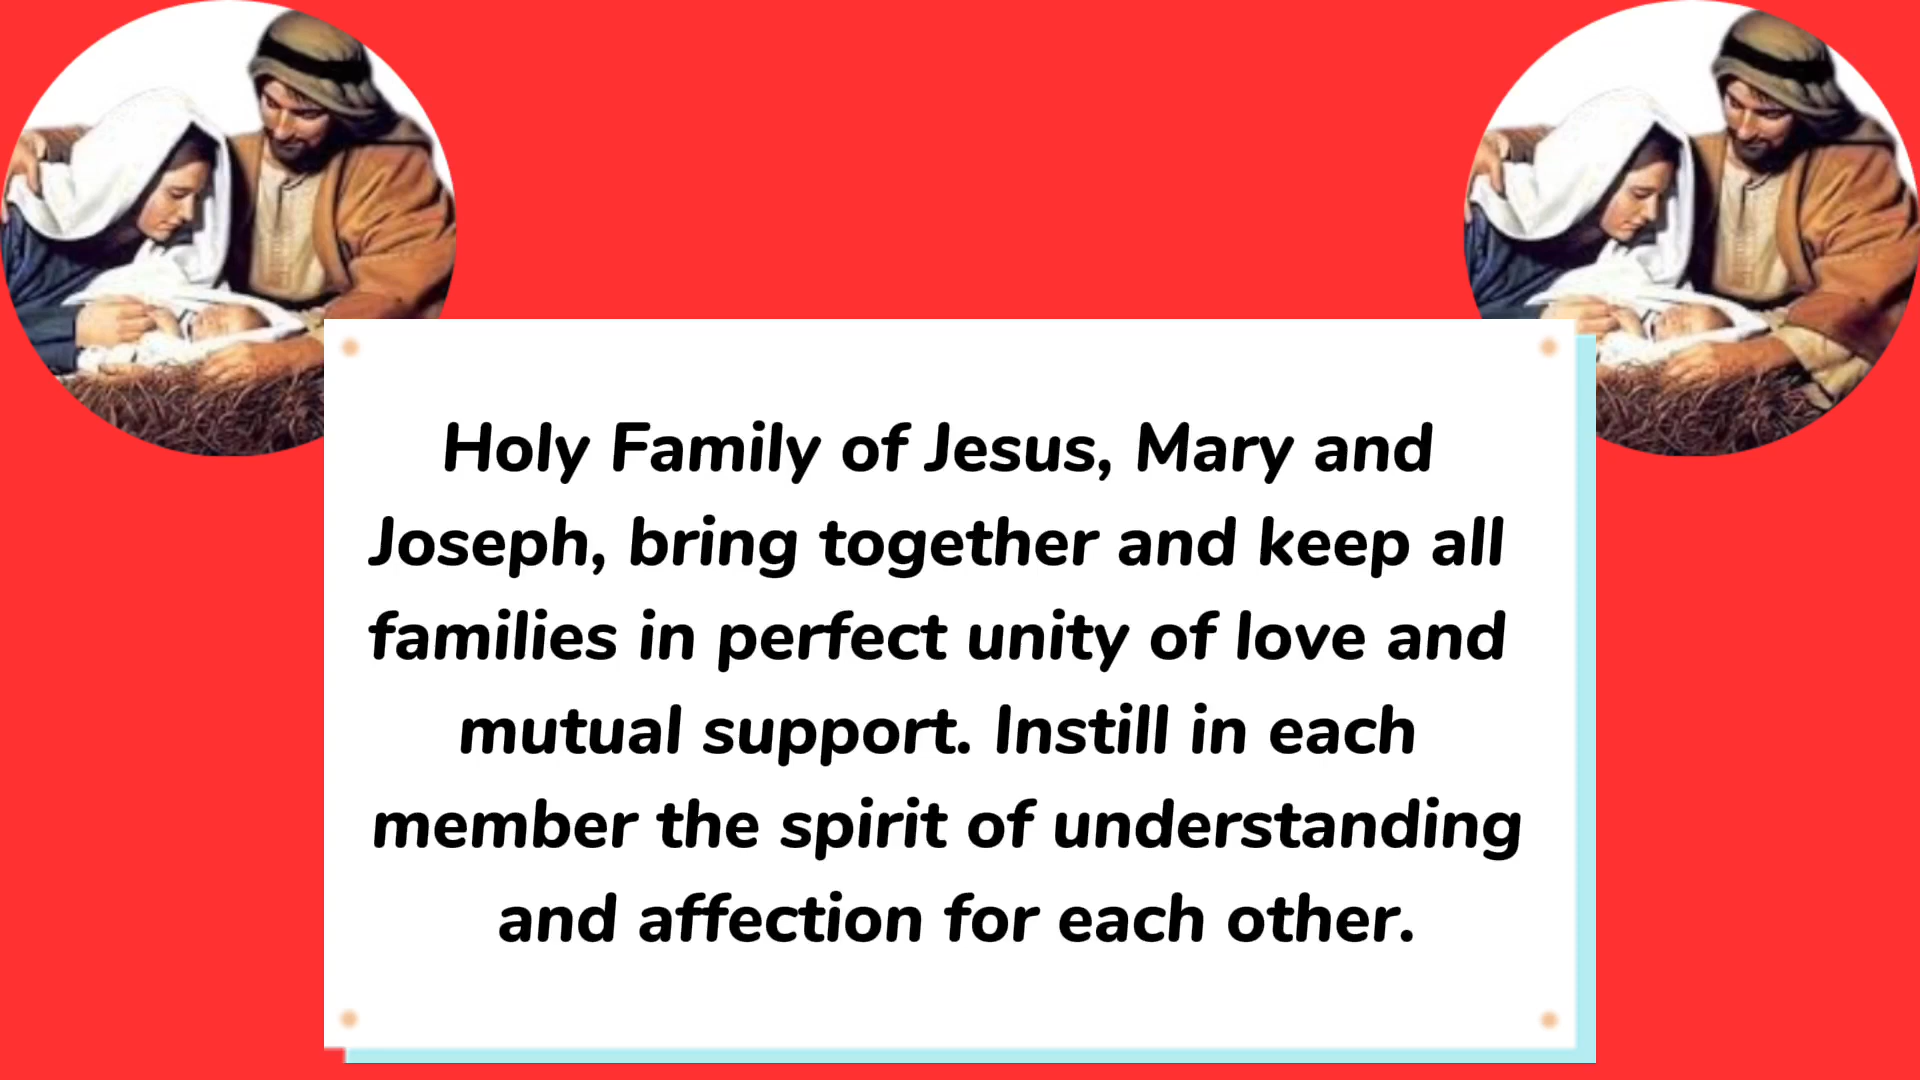 Holy Family of Jesus, Mary and
Joseph, bring together and keep all
families in perfect unity of love and
mutual support. Instill in each
member the spirit of understanding
and affection for each other.